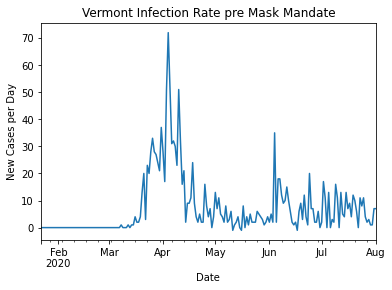 Vermont Infection Rate pre Mask Mandate
New Cases per Day
70
60
50
40
30
20
10
0
Feb Mar Apr May Jun Jul Aug
2020
Date